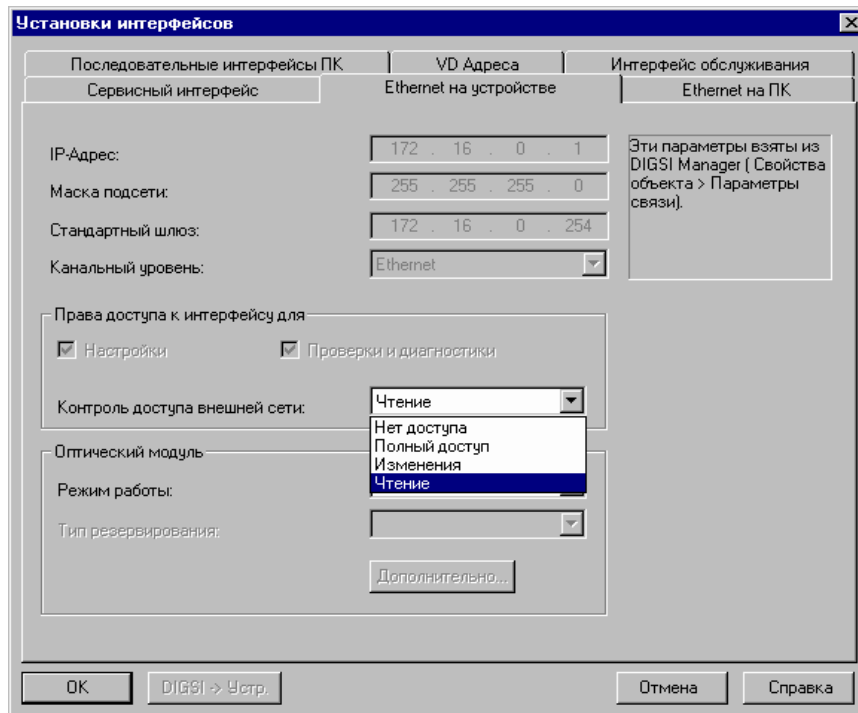 Установки интерфейсов
Последовательные интерфейсы ПК
VD Адреса
Интерфейс обслуживания
Сервисный интерфейс
Ethernet на устройстве
Ethernet на ПК
IP-Адрес:
172 . 16 . 0 . 1
Маска подсети:
255 . 255 . 255 . 0
Стандартный шлюз:
172 . 16 . 0 . 254
Канальный уровень:
Ethernet
Эти параметры взяты из
DIGSI Manager ( Свойства
объекта > Параметры
связи).
Права доступа к интерфейсу для
Настройки
Проверки и диагностики
Контроль доступа внешней сети:
Чтение
Нет доступа
Полный доступ
Изменения
Чтение
Оптический модуль
Режим работы:
Тип резервирования:
Дополнительно...
OK
DIGSI -> Устр.
Отмена
Справка